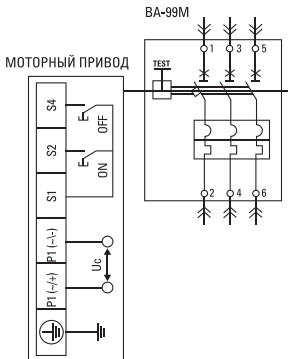 ВА-99М
1 3 5
МОТОРНЫЙ ПРИВОД
TEST
S4
OFF
S2
ON
S1
2 4 6
P1 (~\-)
Uc
P1 (~/+)